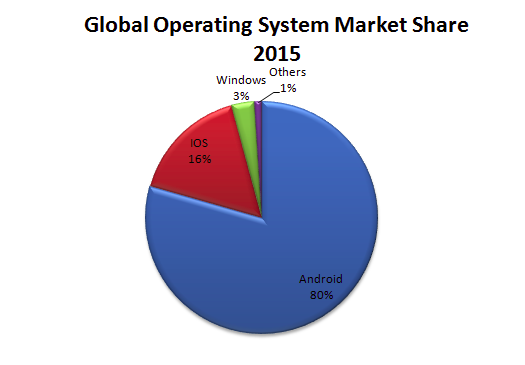 Global Operating System Market Share
2015
Others
1%
Windows
3%
IOS
16%
Android
80%